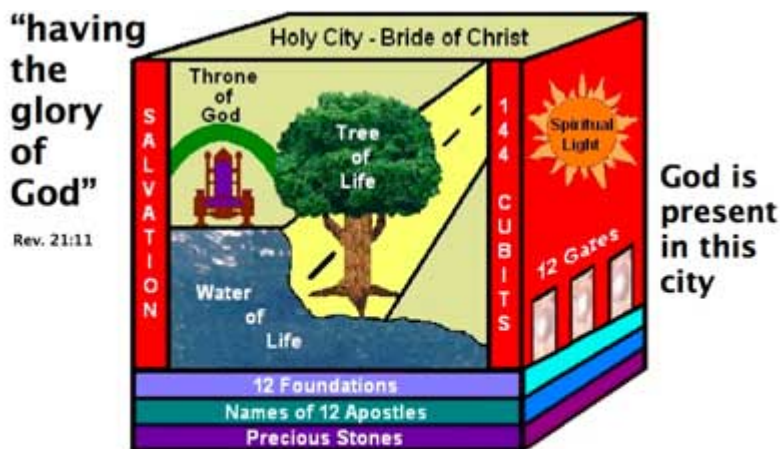 “having
the
glory
of
God”
Rev. 21:11
Holy City - Bride of Christ
SALVATION
Throne
of
God
Tree
of
Life
Water
of
Life
144 CUBITS
Spiritual
Light
12 Gates
12 Foundations
Names of 12 Apostles
Precious Stones
God is
present
in this
city